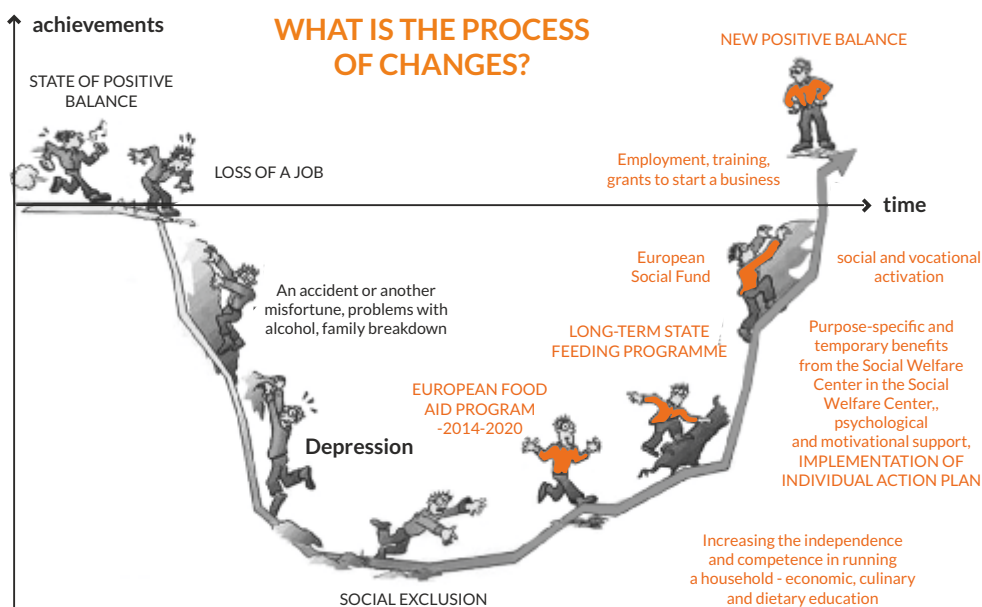 achievements
WHAT IS THE PROCESS
OF CHANGES?
NEW POSITIVE BALANCE
STATE OF POSITIVE
BALANCE
LOSS OF A JOB
Employment, training,
grants to start a business
time
An accident or another
misfortune, problems with
alcohol, family breakdown
European
Social Fund
social and vocational
activation
LONG-TERM STATE
FEEDING PROGRAMME
Purpose-specific and
temporary benefits
from the Social Welfare
Center in the Social
Welfare Center,,
psychological
and motivational support,
IMPLEMENTATION OF
INDIVIDUAL ACTION PLAN
EUROPEAN FOOD
AID PROGRAM
-2014-2020
Depression
Increasing the independence
and competence in running
a household - economic, culinary
and dietary education
SOCIAL EXCLUSION